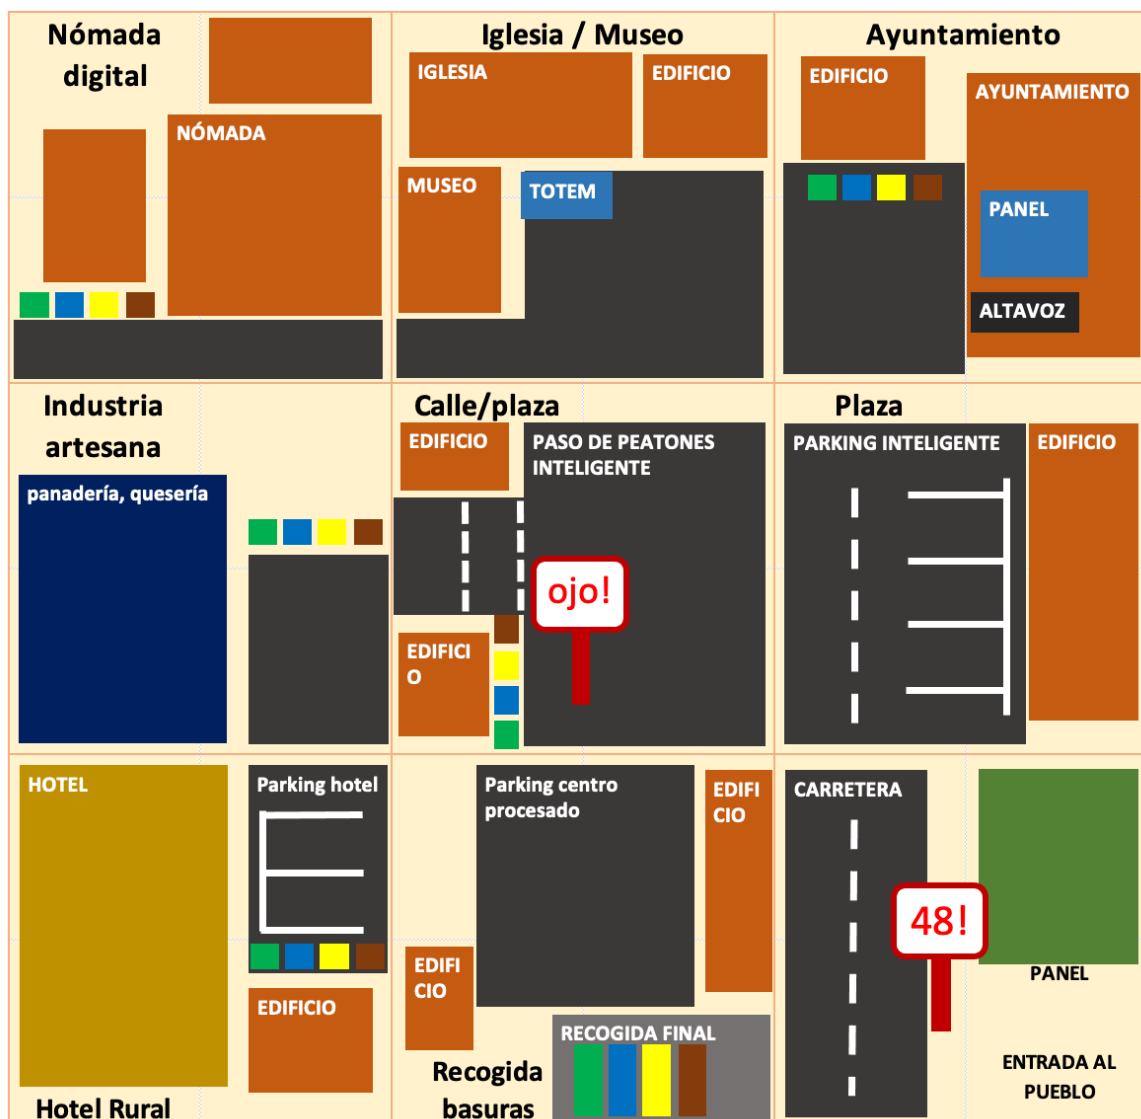 Nómada
digital
NÓMADA
Iglesia / Museo
IGLESIA
EDIFICIO
MUSEO
TOTEM
Ayuntamiento
EDIFICIO
AYUNTAMIENTO
PANEL
ALTAVOZ
Industria
artesana
panadería, quesería
Calle/plaza
EDIFICIO
PASO DE PEATONES
INTELIGENTE
ojo!
EDIFICI
O
Plaza
PARKING INTELIGENTE
EDIFICIO
HOTEL
Parking hotel
EDIFICIO
Hotel Rural
Parking centro
procesado
EDIFI
CIO
EDIFI
CIO
RECOGIDA FINAL
Recogida
basuras
CARRETERA
48!
PANEL
ENTRADA AL
PUEBLO